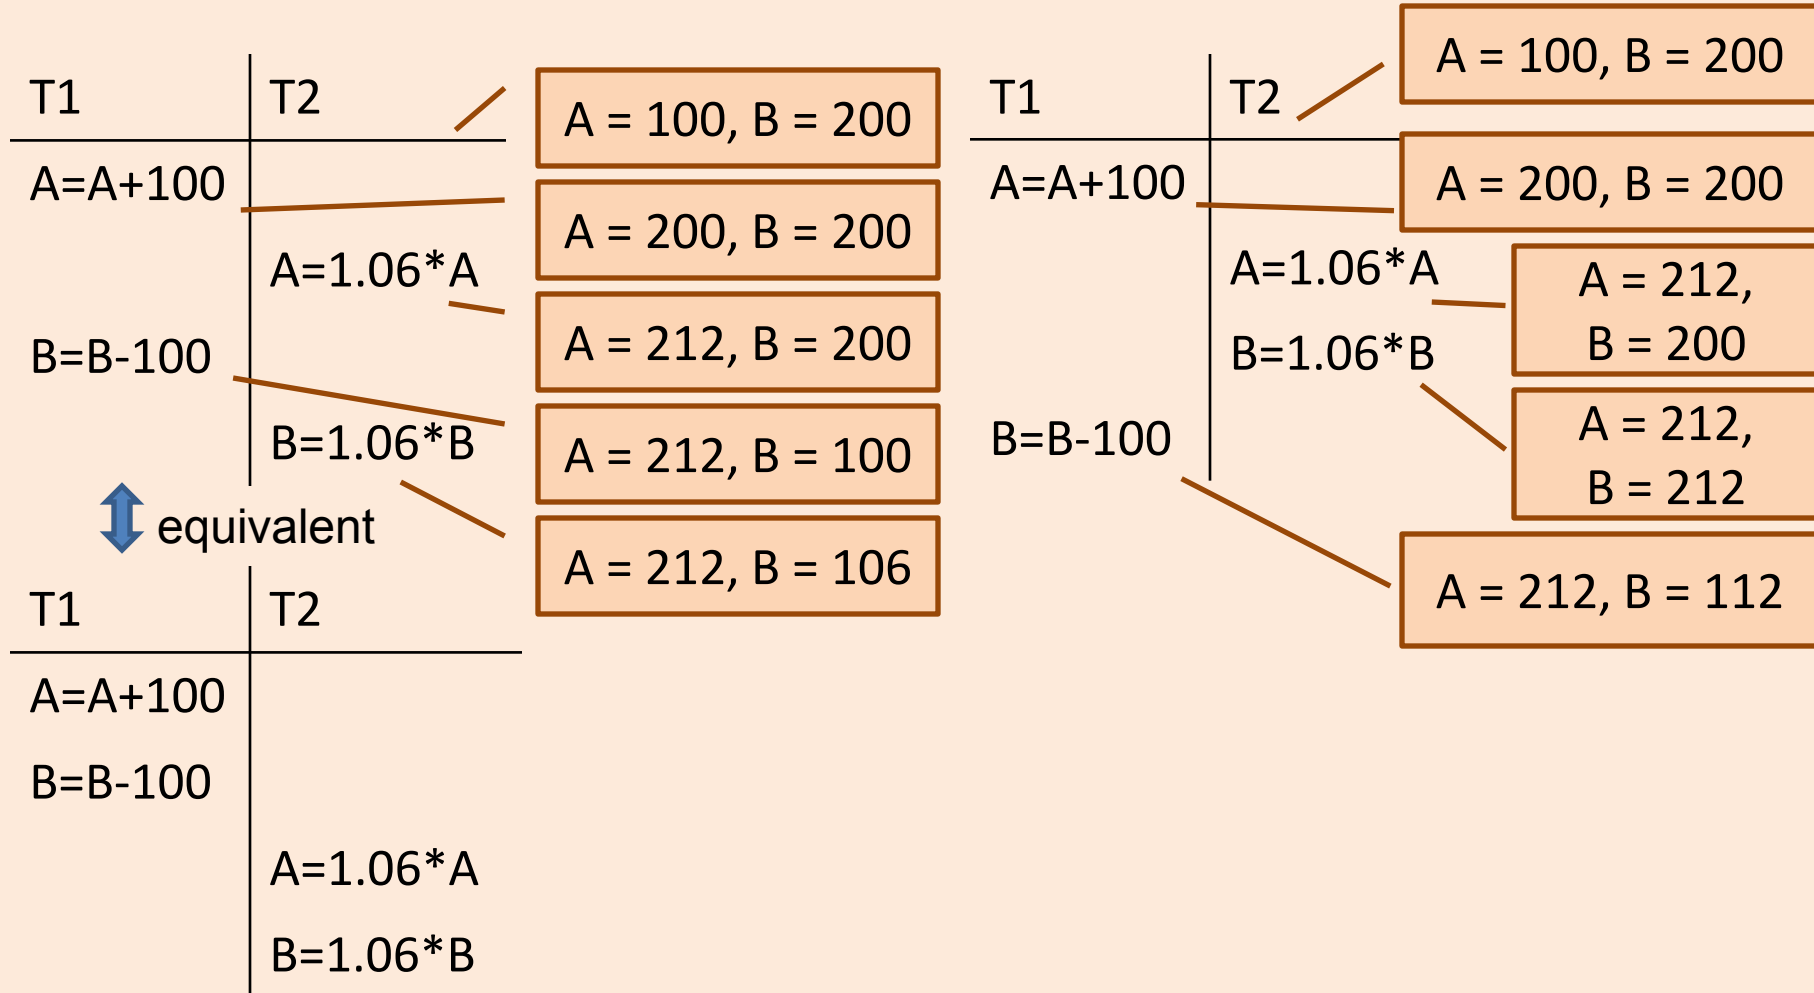 T1 T2
A = 100, B = 200
A=A+100
A = 200, B = 200
A=1.06*A
A = 212, B = 200
B=B-100
A = 212, B = 100
B=1.06*B
A = 212, B = 106
equivalent
T1 T2
A=A+100
B=B-100
A=1.06*A
B=1.06*B
T1 T2
A = 100, B = 200
A=A+100
A = 200, B = 200
A=1.06*A
A = 212,
B = 200
B=1.06*B
A = 212,
B = 212
B=B-100
A = 212, B = 112